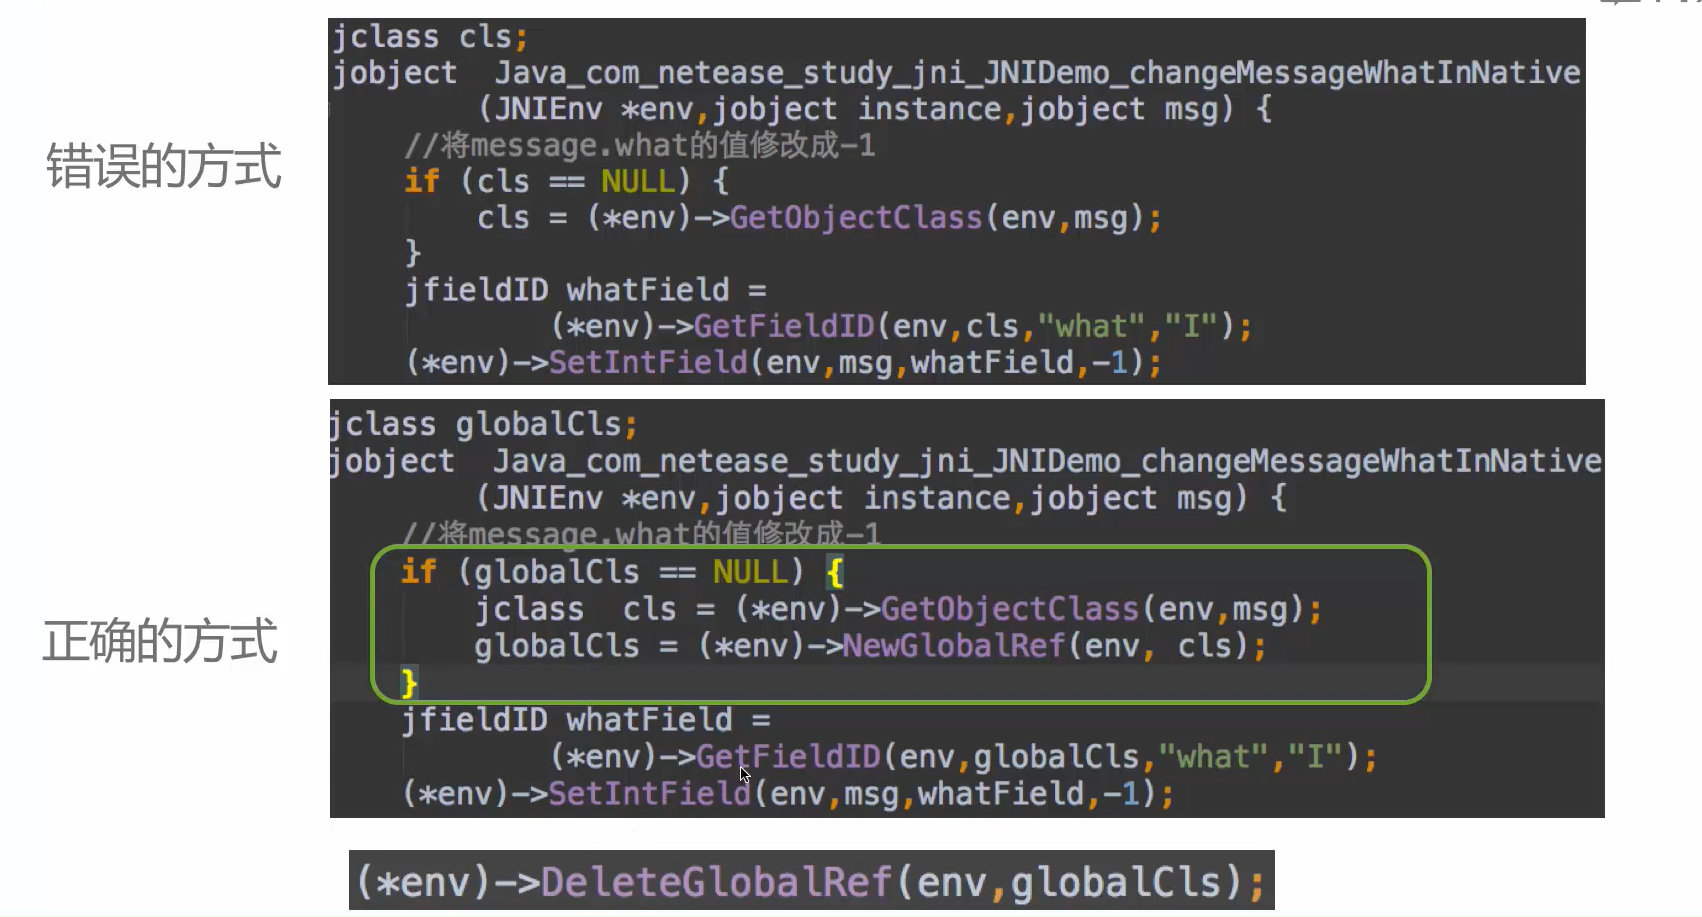 错误的方式
jclass cls;
jobject  Java_com_netease_study_jni_JNIDemo_changeMessageWhatInNative
        (JNIEnv *env,jobject instance,jobject msg) {
    //将message.what的值修改成-1
    if (cls == NULL) {
        cls = (*env)->GetObjectClass(env,msg);
    }
    jfieldID whatField =
            (*env)->GetFieldID(env,cls,"what","I");
    (*env)->SetIntField(env,msg,whatField,-1);
正确的方式
jclass globalCls;
jobject  Java_com_netease_study_jni_JNIDemo_changeMessageWhatInNative
        (JNIEnv *env,jobject instance,jobject msg) {
    //将message.what的值修改成-1
    if (globalCls == NULL) {
        jclass  cls = (*env)->GetObjectClass(env,msg);
        globalCls = (*env)->NewGlobalRef(env, cls);
    }
    jfieldID whatField =
            (*env)->GetFieldID(env,globalCls,"what","I");
    (*env)->SetIntField(env,msg,whatField,-1);
(*env)->DeleteGlobalRef(env,globalCls);